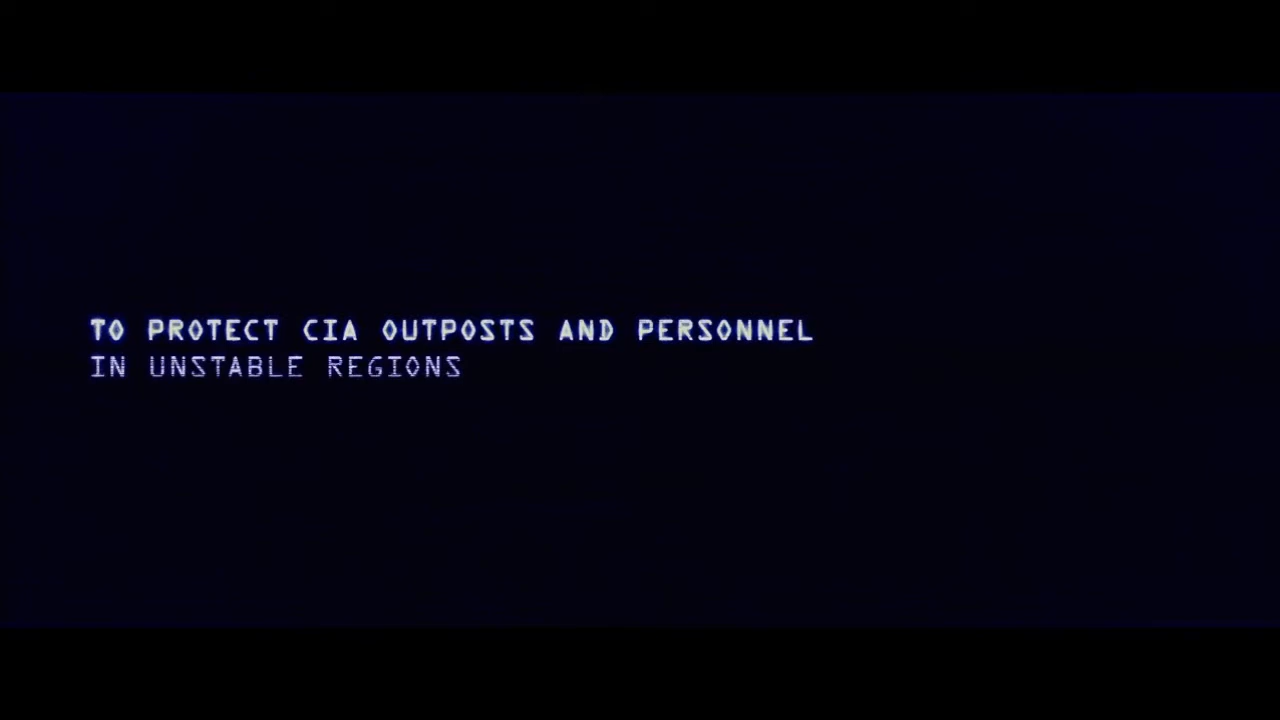 TO PROTECT CIA OUTPOSTS AND PERSONNEL
IN UNSTABLE REGIONS